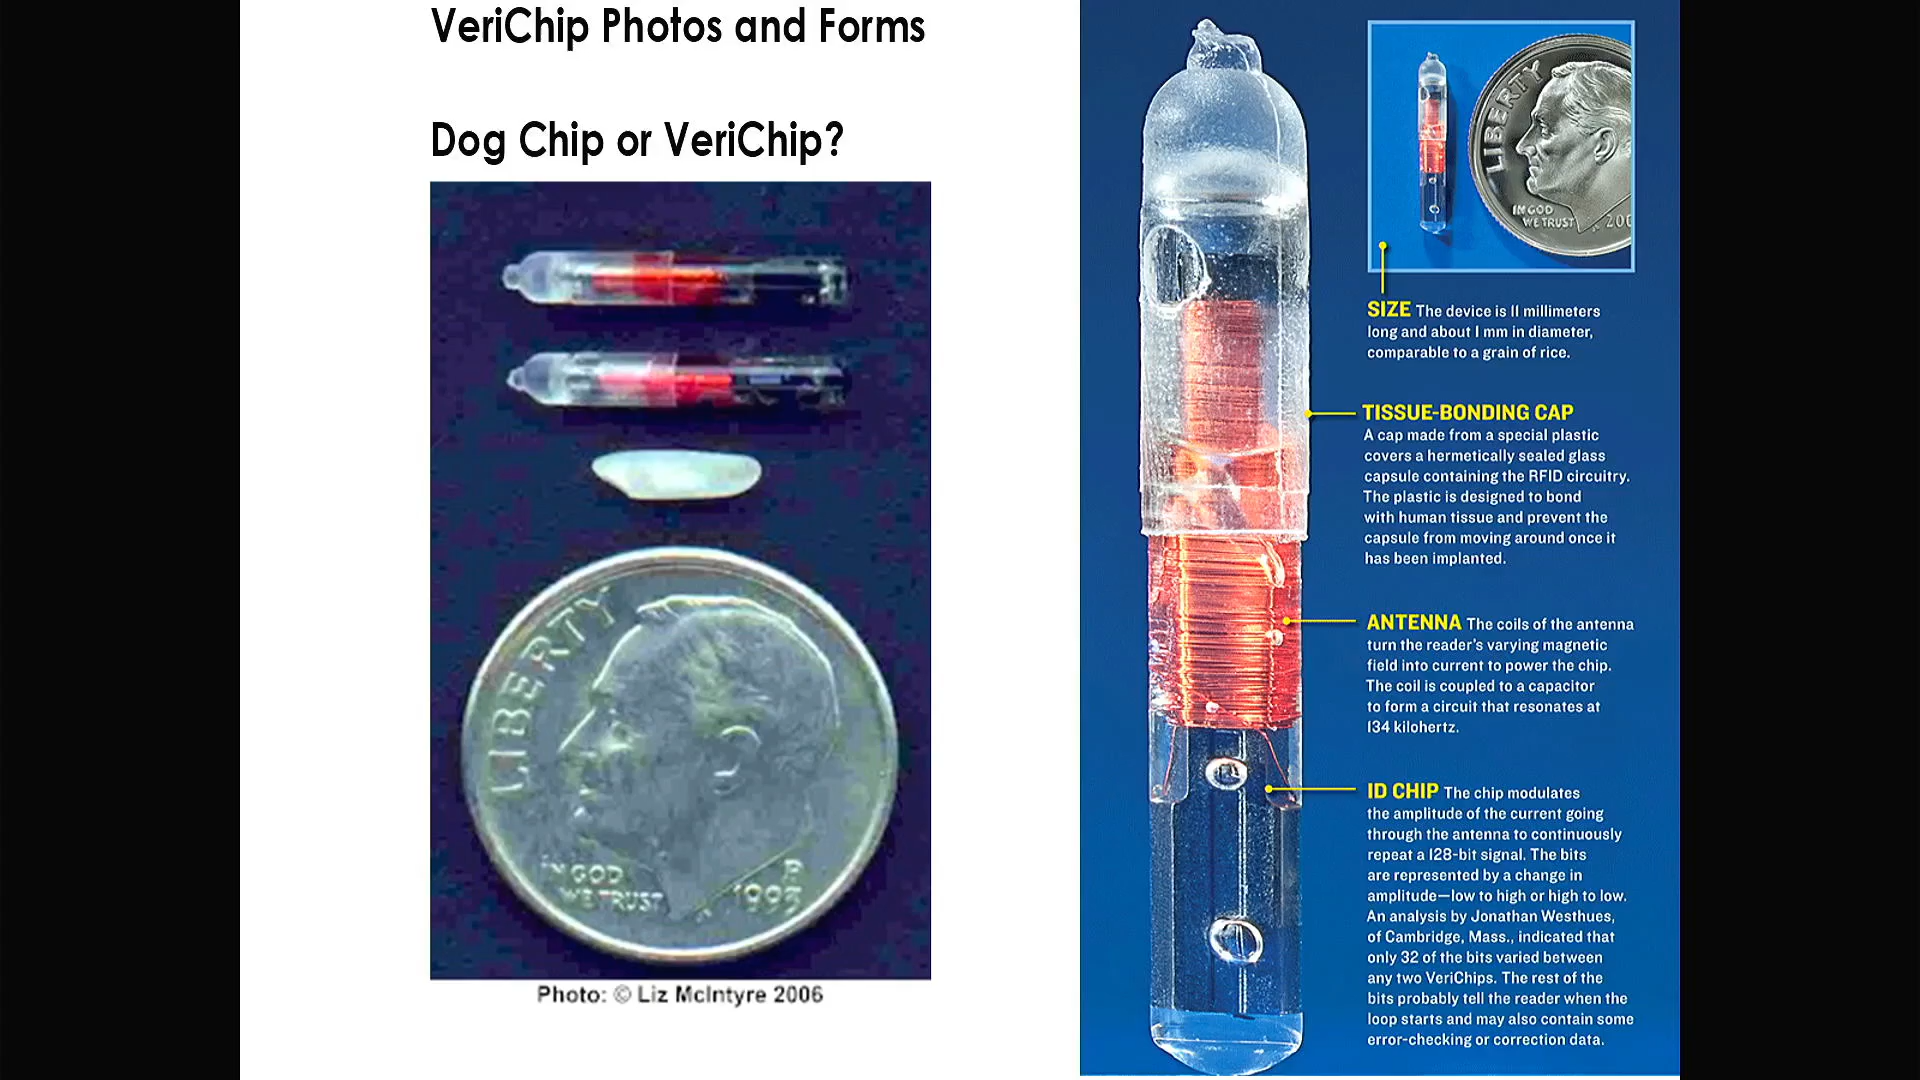 VeriChip Photos and Forms
Dog Chip or VeriChip?
LIBERTY
IN GOD
WE TRUST
P
1993
Photo: © Liz McIntyre 2006
LIBERTY
IN GOD
WE TRUST
200
SIZE The device is 11 millimeters
long and about 1 mm in diameter,
comparable to a grain of rice.
TISSUE-BONDING CAP
A cap made from a special plastic
covers a hermetically sealed glass
capsule containing the RFID circuitry.
The plastic is designed to bond
with human tissue and prevent the
capsule from moving around once it
has been implanted.
ANTENNA The coils of the antenna
turn the reader's varying magnetic
field into current to power the chip.
The coil is coupled to a capacitor
to form a circuit that resonates at
134 kilohertz.
ID CHIP The chip modulates
the amplitude of the current going
through the antenna to continuously
repeat a 128-bit signal. The bits
are represented by a change in
amplitude—low to high or high to low.
An analysis by Jonathan Westhues,
of Cambridge, Mass., indicated that
only 32 of the bits varied between
any two VeriChips. The rest of the
bits probably tell the reader when the
loop starts and may also contain some
error-checking or correction data.